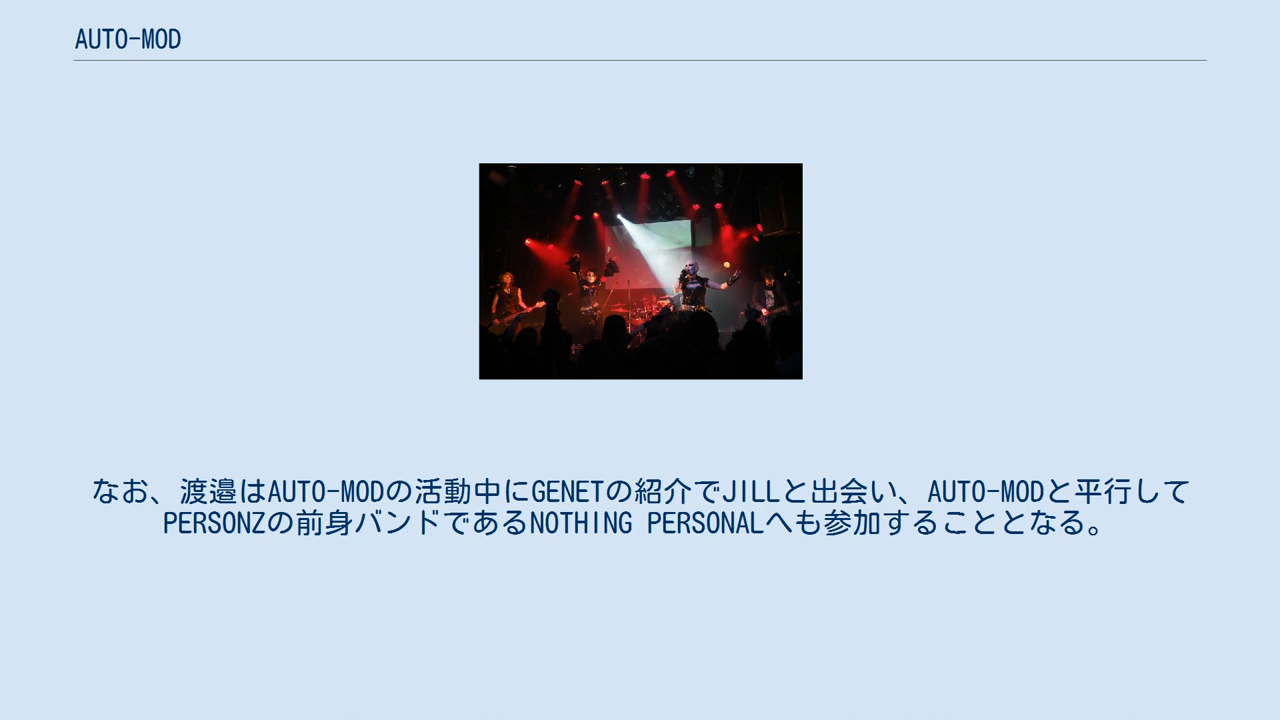 AUTO-MOD
なお、渡邉はAUTO-MODの活動中にGENETの紹介でJILLと出会い、AUTO-MODと平行して
PERSONZの前身バンドであるNOTHING PERSONALへも参加することとなる。